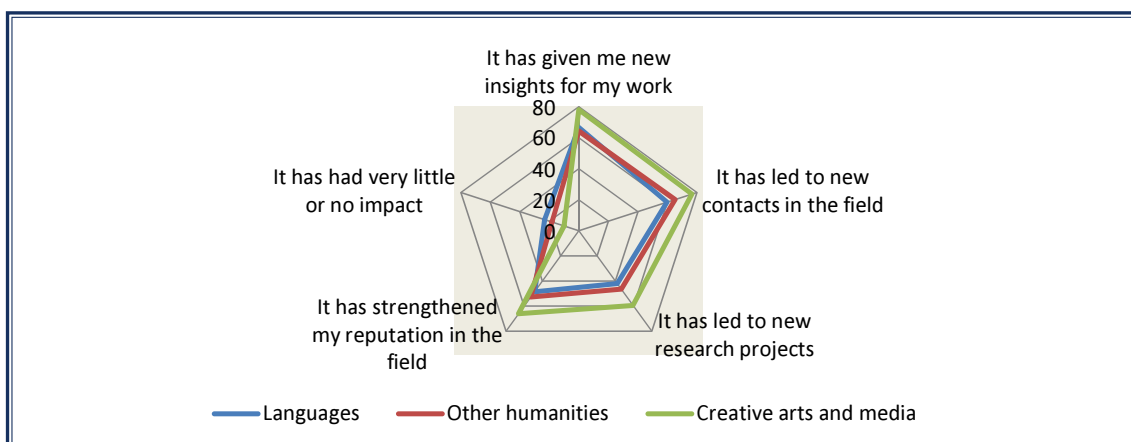 It has given me new
insights for my work
80
60
40
20
0
It has had very little
or no impact
It has led to new
contacts in the field
It has strengthened
my reputation in the
field
It has led to new
research projects
Languages
Other humanities
Creative arts and media